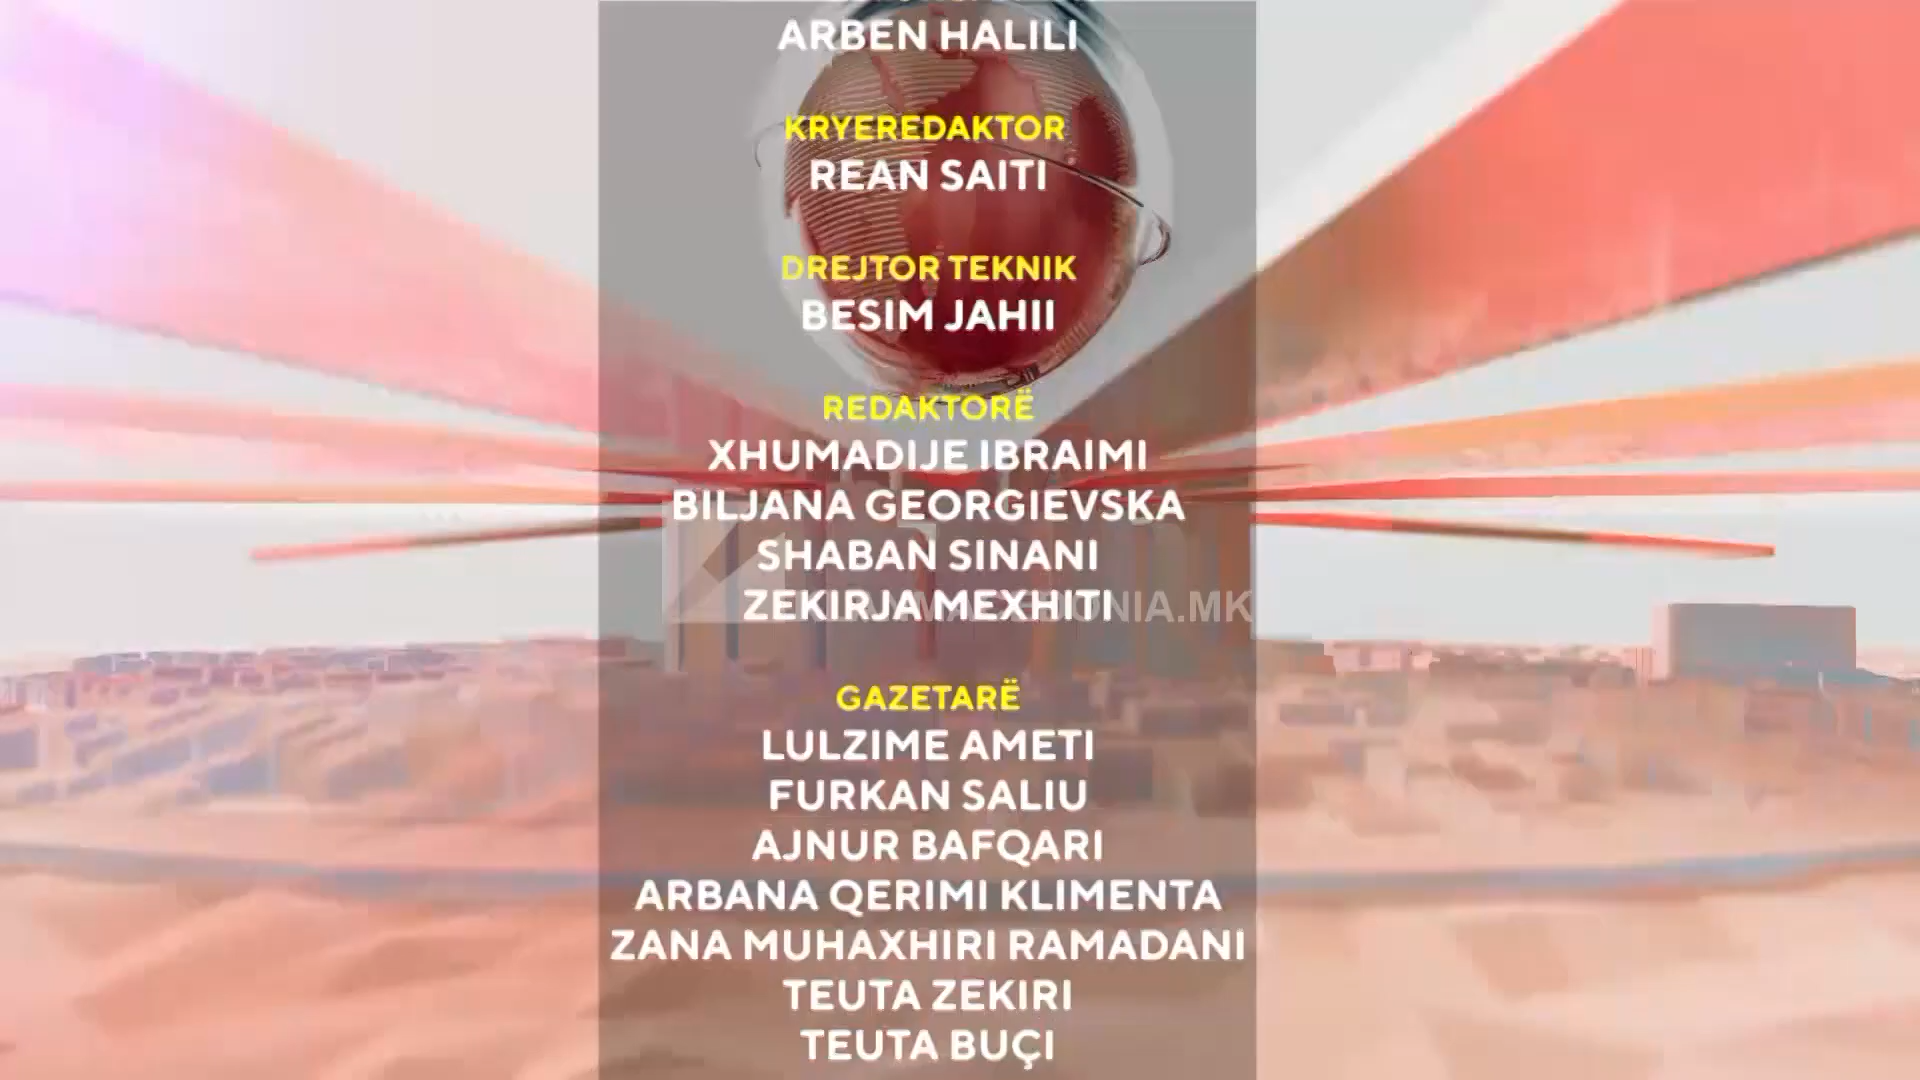 ARBEN HALILI
KRYEREDAKTOR
REAN SAITI
DREJTOR TEKNIK
BESIM JAHII
REDAKTORË
XHUMADIJE IBRAIMI
BILJANA GEORGIEVSKA
SHABAN SINANI
ZEKIRJA MEXHITI
GAZETARË
LULZIME AMETI
FURKAN SALIU
AJNUR BAFQARI
ARBANA QERIMI KLIMENTA
ZANA MUHAXHIRI RAMADANI
TEUTA ZEKIRI
TEUTA BUÇI